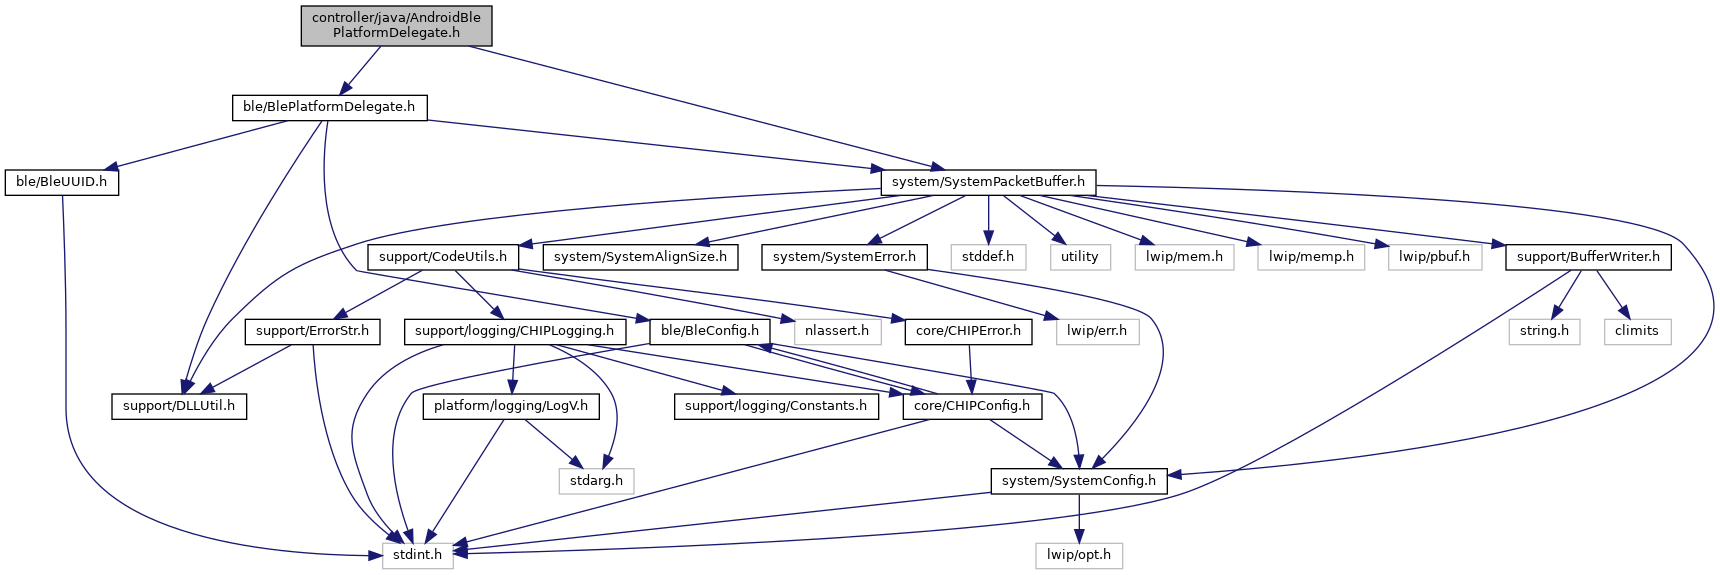 controller/java/AndroidBle
PlatformDelegate.h
ble/BlePlatformDelegate.h
ble/BleUUID.h
system/SystemPacketBuffer.h
support/CodeUtils.h
system/SystemAlignSize.h
system/SystemError.h
stddef.h
utility
lwip/mem.h
lwip/memp.h
lwip/pbuf.h
support/BufferWriter.h
support/ErrorStr.h
support/logging/CHIPLogging.h
ble/BleConfig.h
nlassert.h
core/CHIPError.h
lwip/err.h
string.h
climits
support/DLLUtil.h
platform/logging/LogV.h
support/logging/Constants.h
core/CHIPConfig.h
stdarg.h
system/SystemConfig.h
stdint.h
lwip/opt.h